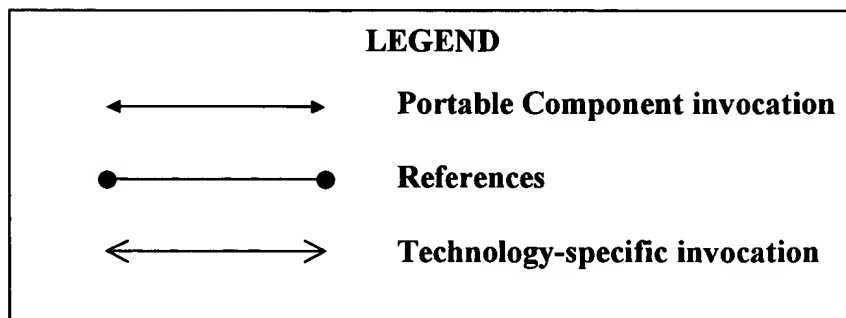 LEGEND
Portable Component invocation
References
Technology-specific invocation